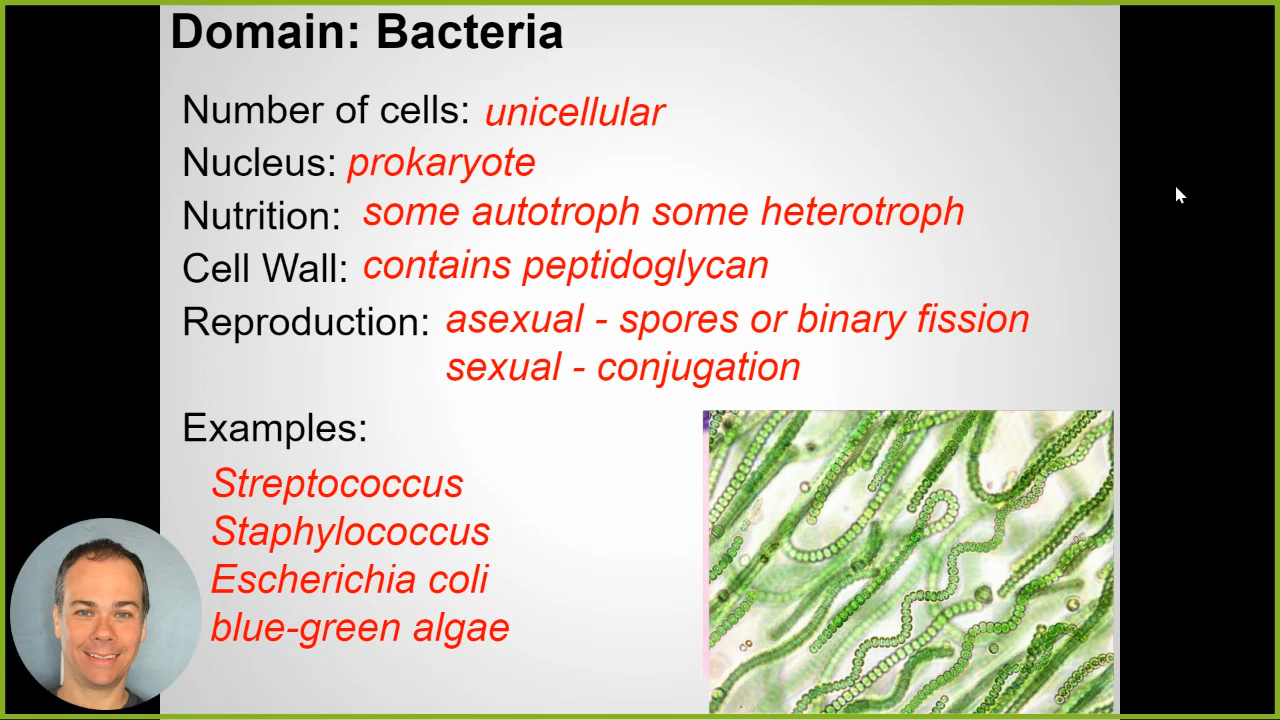 Domain: Bacteria
Number of cells: unicellular
Nucleus: prokaryote
Nutrition: some autotroph some heterotroph
Cell Wall: contains peptidoglycan
Reproduction: asexual - spores or binary fission
sexual - conjugation
Examples:
Streptococcus
Staphylococcus
Escherichia coli
blue-green algae